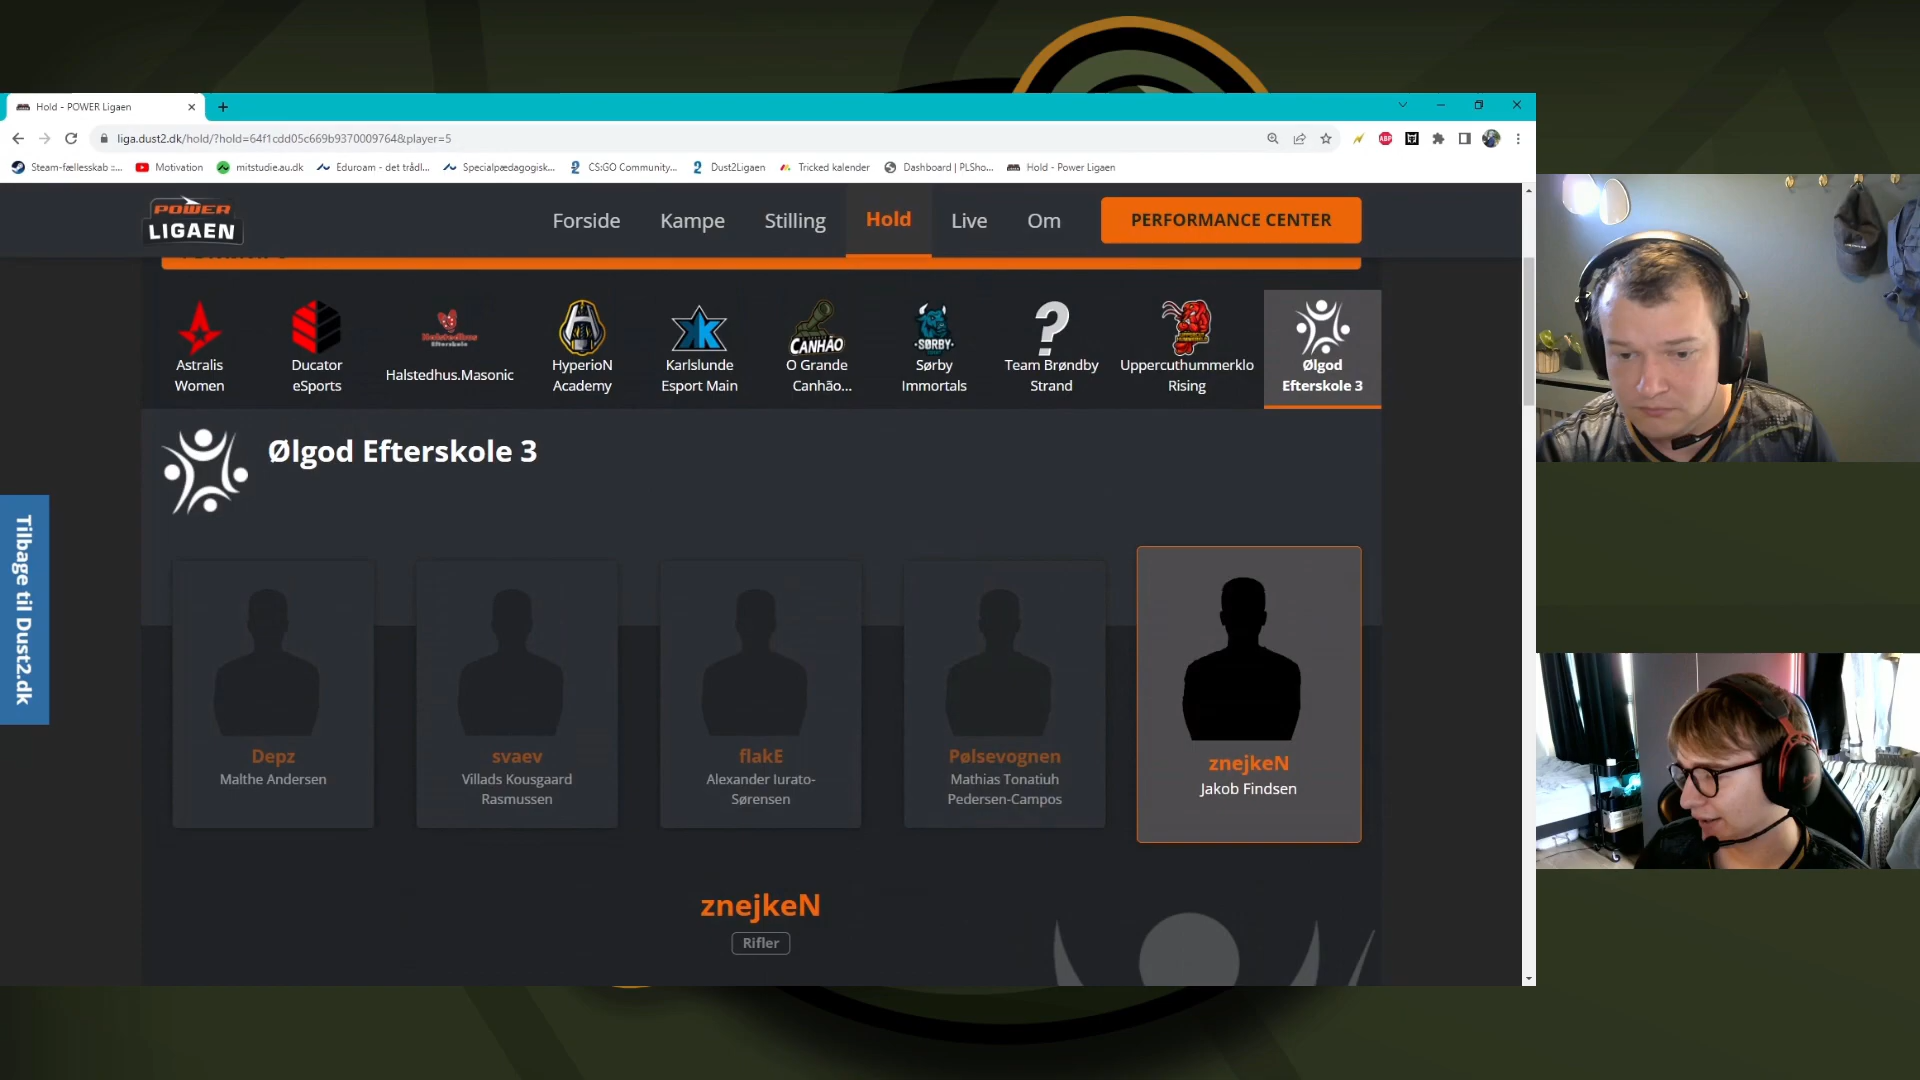 Hold - POWER Ligaen
liga.dust2.dk/hold/?hold=64f1cdd05c669b9370009764&player=5
Steam-fællesskab ::...
Motivation
mitstudie.au.dk
Eduroam - det trådl...
Specialpædagogisk...
CS:GO Community...
Dust2Ligaen
Tricked kalender
Dashboard | PLSho...
Hold - Power Ligaen
ABP
POWER
LIGAEN
Forside
Kampe
Stilling
Hold
Live
Om
PERFORMANCE CENTER
Astralis
Women
Ducator
eSports
Halstedhus
Efterskole
Halstedhus.Masonic
HyperioN
Academy
Karlslunde
Esport Main
CANHÃO
O Grande
Canhão...
SØRBY
Sørby
Immortals
?
Team Brøndby
Strand
Uppercuthummerklo
Rising
Ølgod
Efterskole 3
Ølgod Efterskole 3
Tilbage til Dust2.dk
Depz
Malthe Andersen
svaev
Villads Kousgaard
Rasmussen
flakE
Alexander Iurato-
Sørensen
Pølsevognen
Mathias Tonatiuh
Pedersen-Campos
znejkeN
Jakob Findsen
znejkeN
Rifler